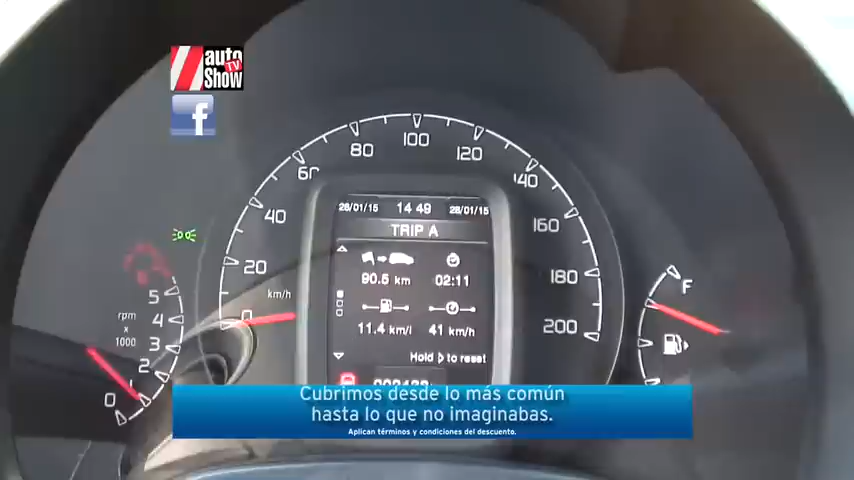 auto
TV
Show
f
100
80
120
60
140
40
160
20
180
0
200
km/h
28/01/15 14 49 28/01/15
TRIP A
90.5 km 02:11
11.4 km/l 41 km/h
Hold to reset
rpm
x
1000
5
4
3
2
1
0
F
Cubrimos desde lo más común
hasta lo que no imaginabas.
Aplican términos y condiciones del descuento.